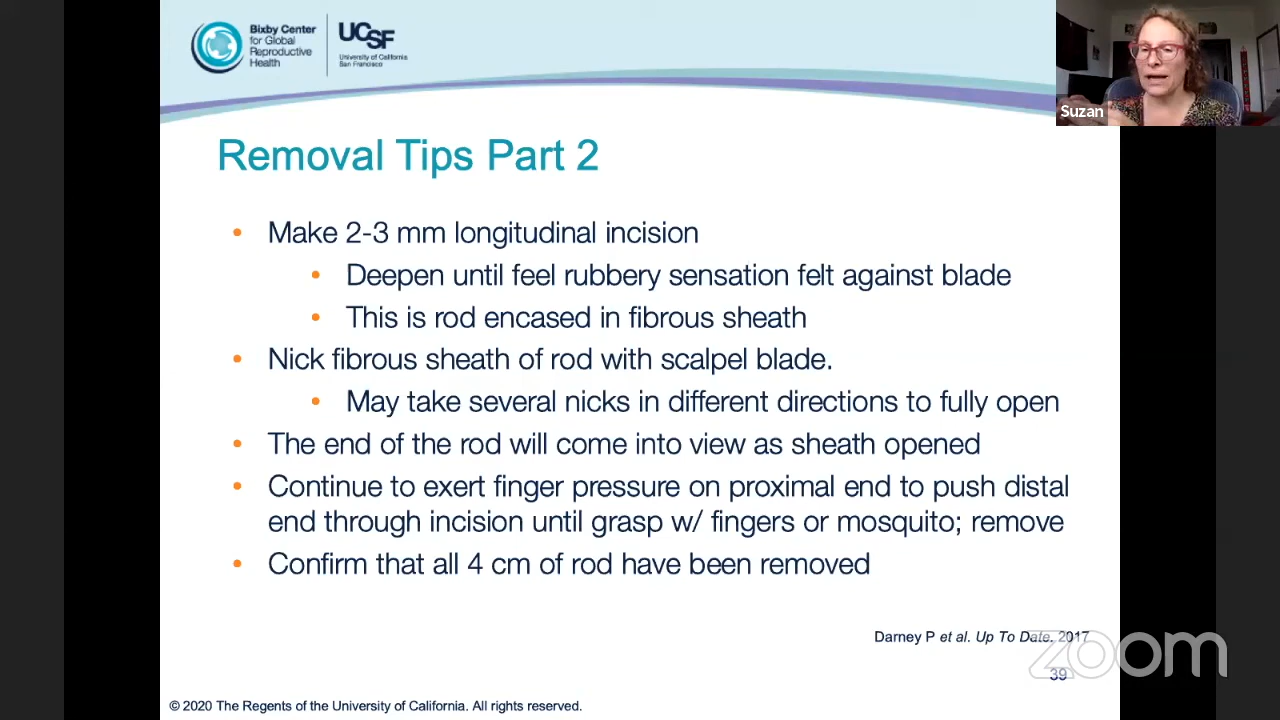 Bixby Center
for Global
Reproductive
Health
UCSF
University of California
San Francisco
Suzan
Removal Tips Part 2
• Make 2-3 mm longitudinal incision
• Deepen until feel rubbery sensation felt against blade
• This is rod encased in fibrous sheath
• Nick fibrous sheath of rod with scalpel blade.
• May take several nicks in different directions to fully open
• The end of the rod will come into view as sheath opened
• Continue to exert finger pressure on proximal end to push distal
end through incision until grasp w/ fingers or mosquito; remove
• Confirm that all 4 cm of rod have been removed
Darney P et al. Up To Date. 2017
zoom
39
© 2020 The Regents of the University of California. All rights reserved.